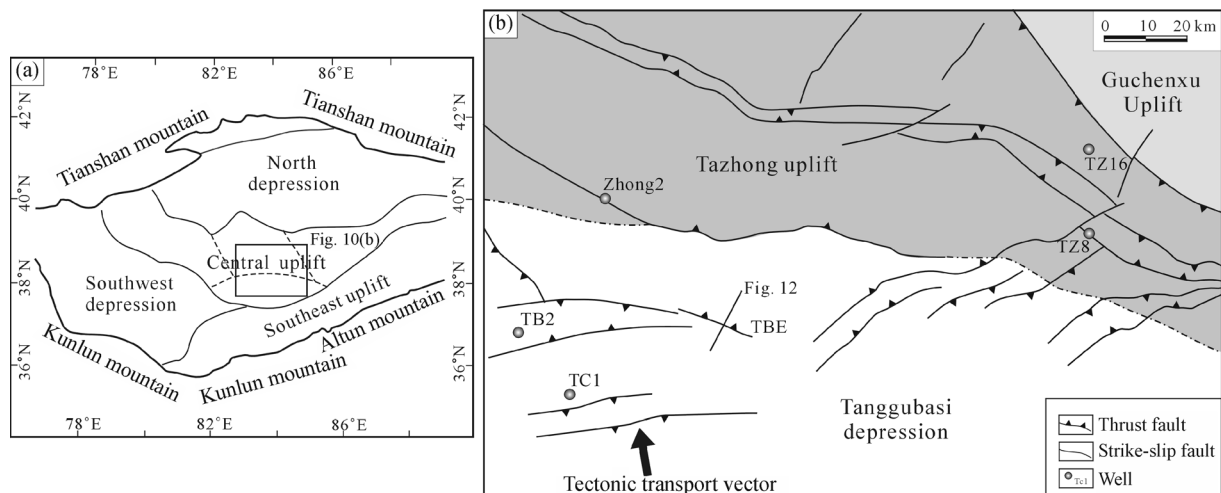 (a)
78°E
82°E
86°E
42°N
40°N
38°N
36°N
42°N
40°N
38°N
36°N
Tianshan mountain
Tianshan mountain
North
depression
Fig. 10(b)
Central uplift
Southwest
depression
Southeast uplift
Altun mountain
Kunlun mountain
Kunlun mountain
78°E
82°E
86°E
(b)
0 10 20 km
Guchenxu
Uplift
TZ16
Tazhong uplift
Zhong2
TZ8
Fig. 12
TB2
TBE
TC1
Tanggubasi
depression
Tectonic transport vector
Thrust fault
Strike-slip fault
Tc1 Well